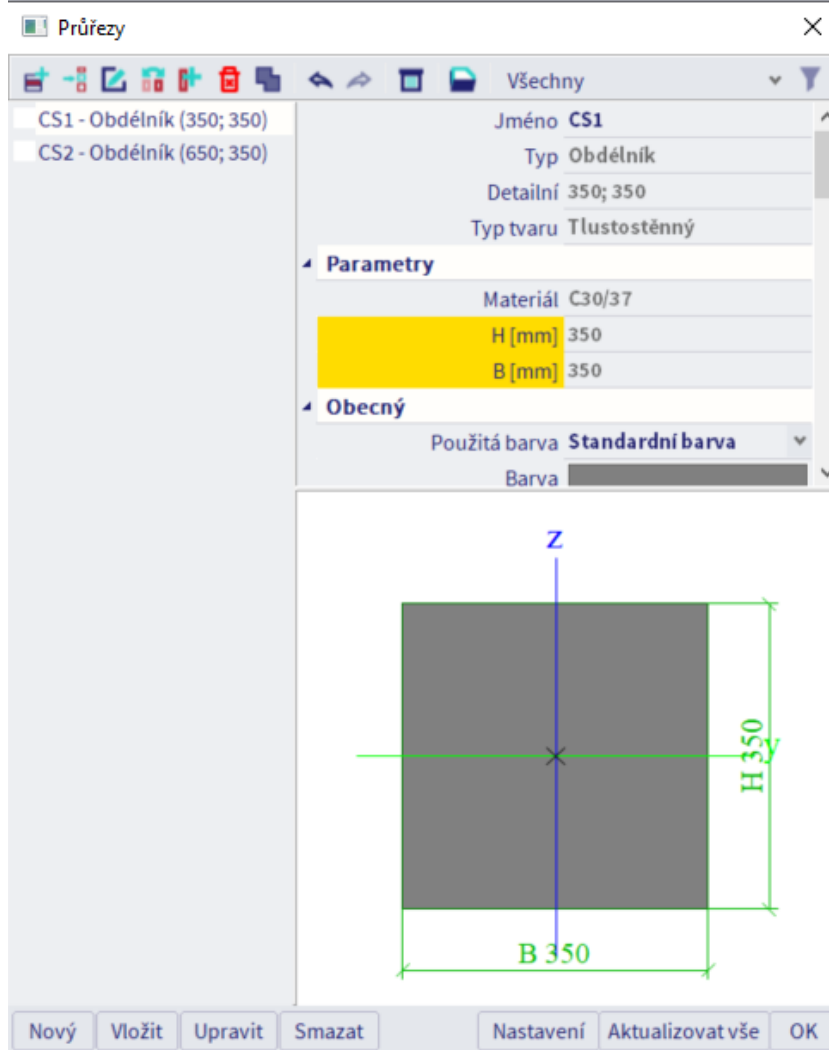 Průřezy
Všechny
CS1 - Obdélník (350; 350)
CS2 - Obdélník (650; 350)
Jméno CS1
Typ Obdélník
Detailní 350; 350
Typ tvaru Tlustostěnný
Parametry
Materiál C30/37
H [mm] 350
B [mm] 350
Obecný
Použitá barva Standardní barva
Barva
z
y
H 350
B 350
Nový Vložit Upravit Smazat Nastavení Aktualizovat vše OK